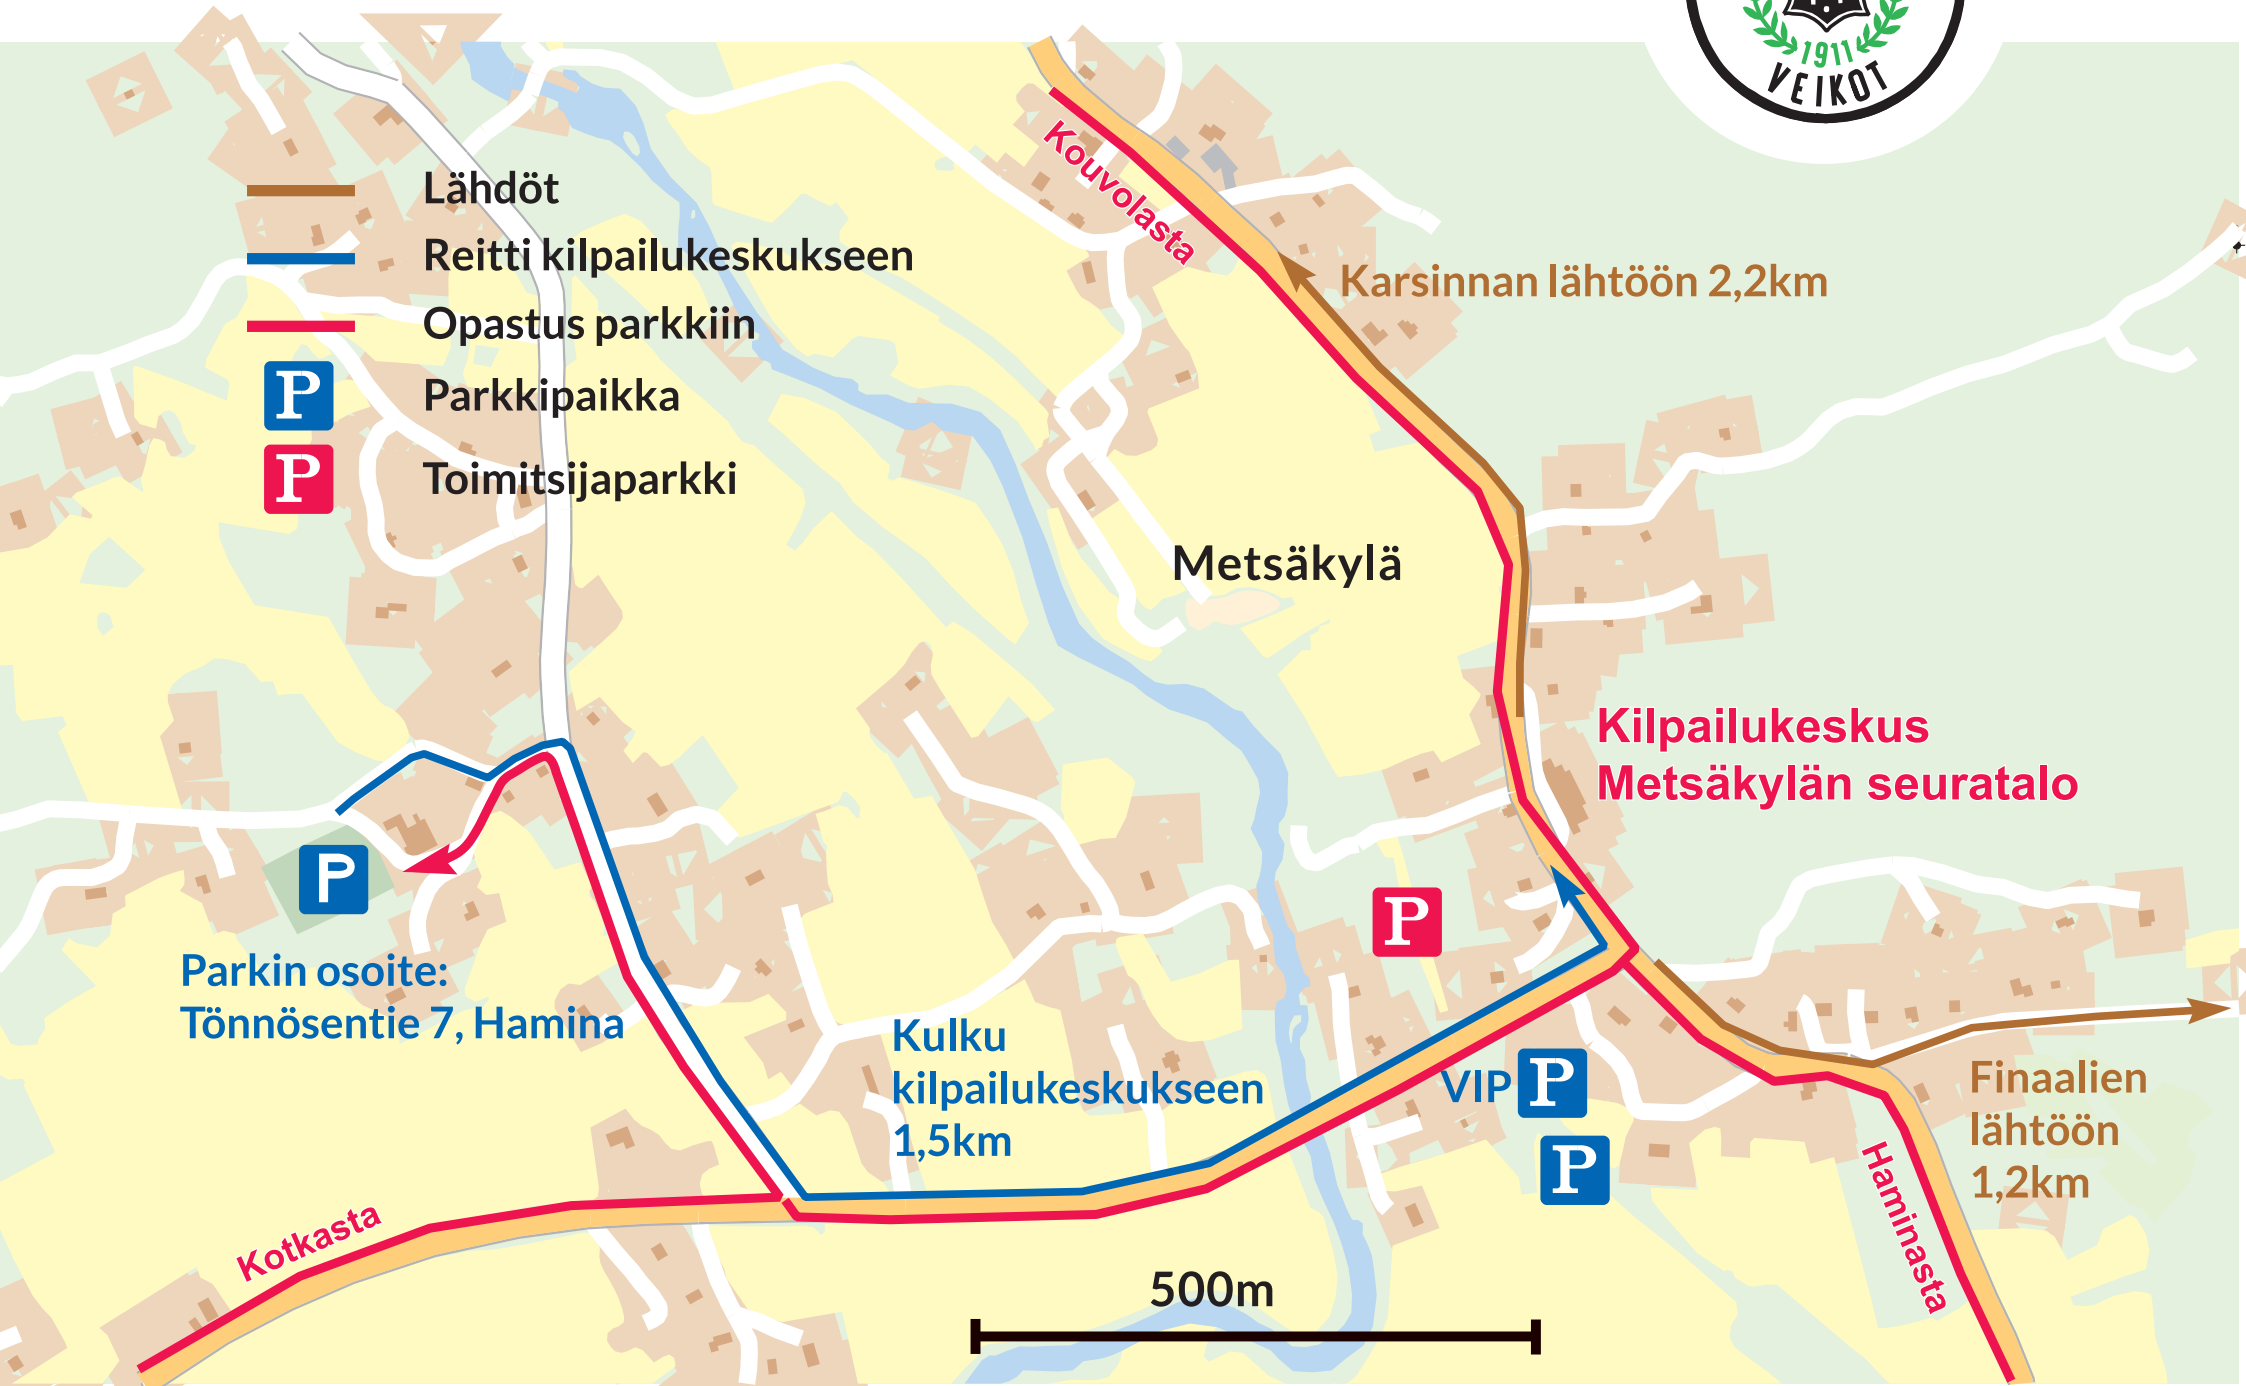 1911
VEIKOT
Lähdöt
Reitti kilpailukeskukseen
Opastus parkkiin
P Parkkipaikka
P Toimitsijaparkki
Kouvolasta
Karsinnan lähtöön 2,2km
Metsäkylä
Kilpailukeskus
Metsäkylän seuratalo
P
P
Parkin osoite:
Tönnösentie 7, Hamina
Kulku
kilpailukeskukseen
1,5km
VIP P
P
Finaalien
lähtöön
1,2km
Haminasta
Kotkasta
500m